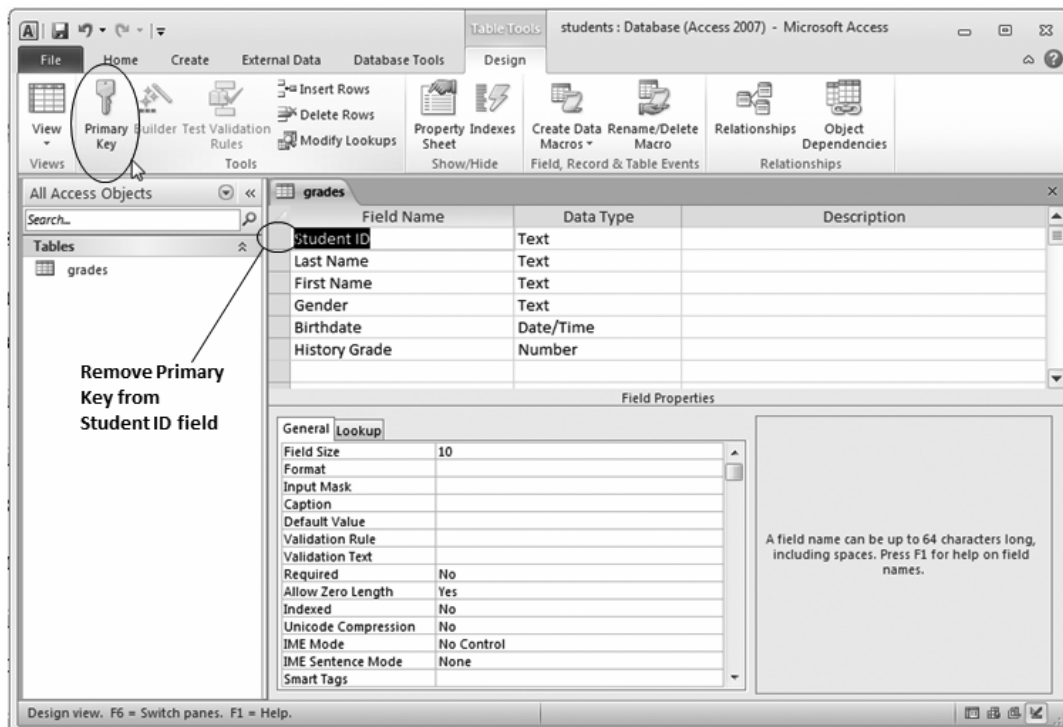 Table Tools students : Database (Access 2007) - Microsoft Access
File Home Create External Data Database Tools Design
View
Primary Key
Builder
Test Validation Rules
Insert Rows
Delete Rows
Modify Lookups
Property Sheet
Indexes
Create Data Macros
Rename/Delete Macro
Relationships
Object Dependencies
Views
Tools
Show/Hide
Field, Record & Table Events
Relationships
All Access Objects
Search...
Tables
grades
Remove Primary
Key from
Student ID field
grades
Field Name Data Type Description
Student ID Text
Last Name Text
First Name Text
Gender Text
Birthdate Date/Time
History Grade Number
Field Properties
General Lookup
Field Size 10
Format
Input Mask
Caption
Default Value
Validation Rule
Validation Text
Required No
Allow Zero Length Yes
Indexed No
Unicode Compression No
IME Mode No Control
IME Sentence Mode None
Smart Tags
A field name can be up to 64 characters long,
including spaces. Press F1 for help on field
names.
Design view. F6 = Switch panes. F1 = Help.